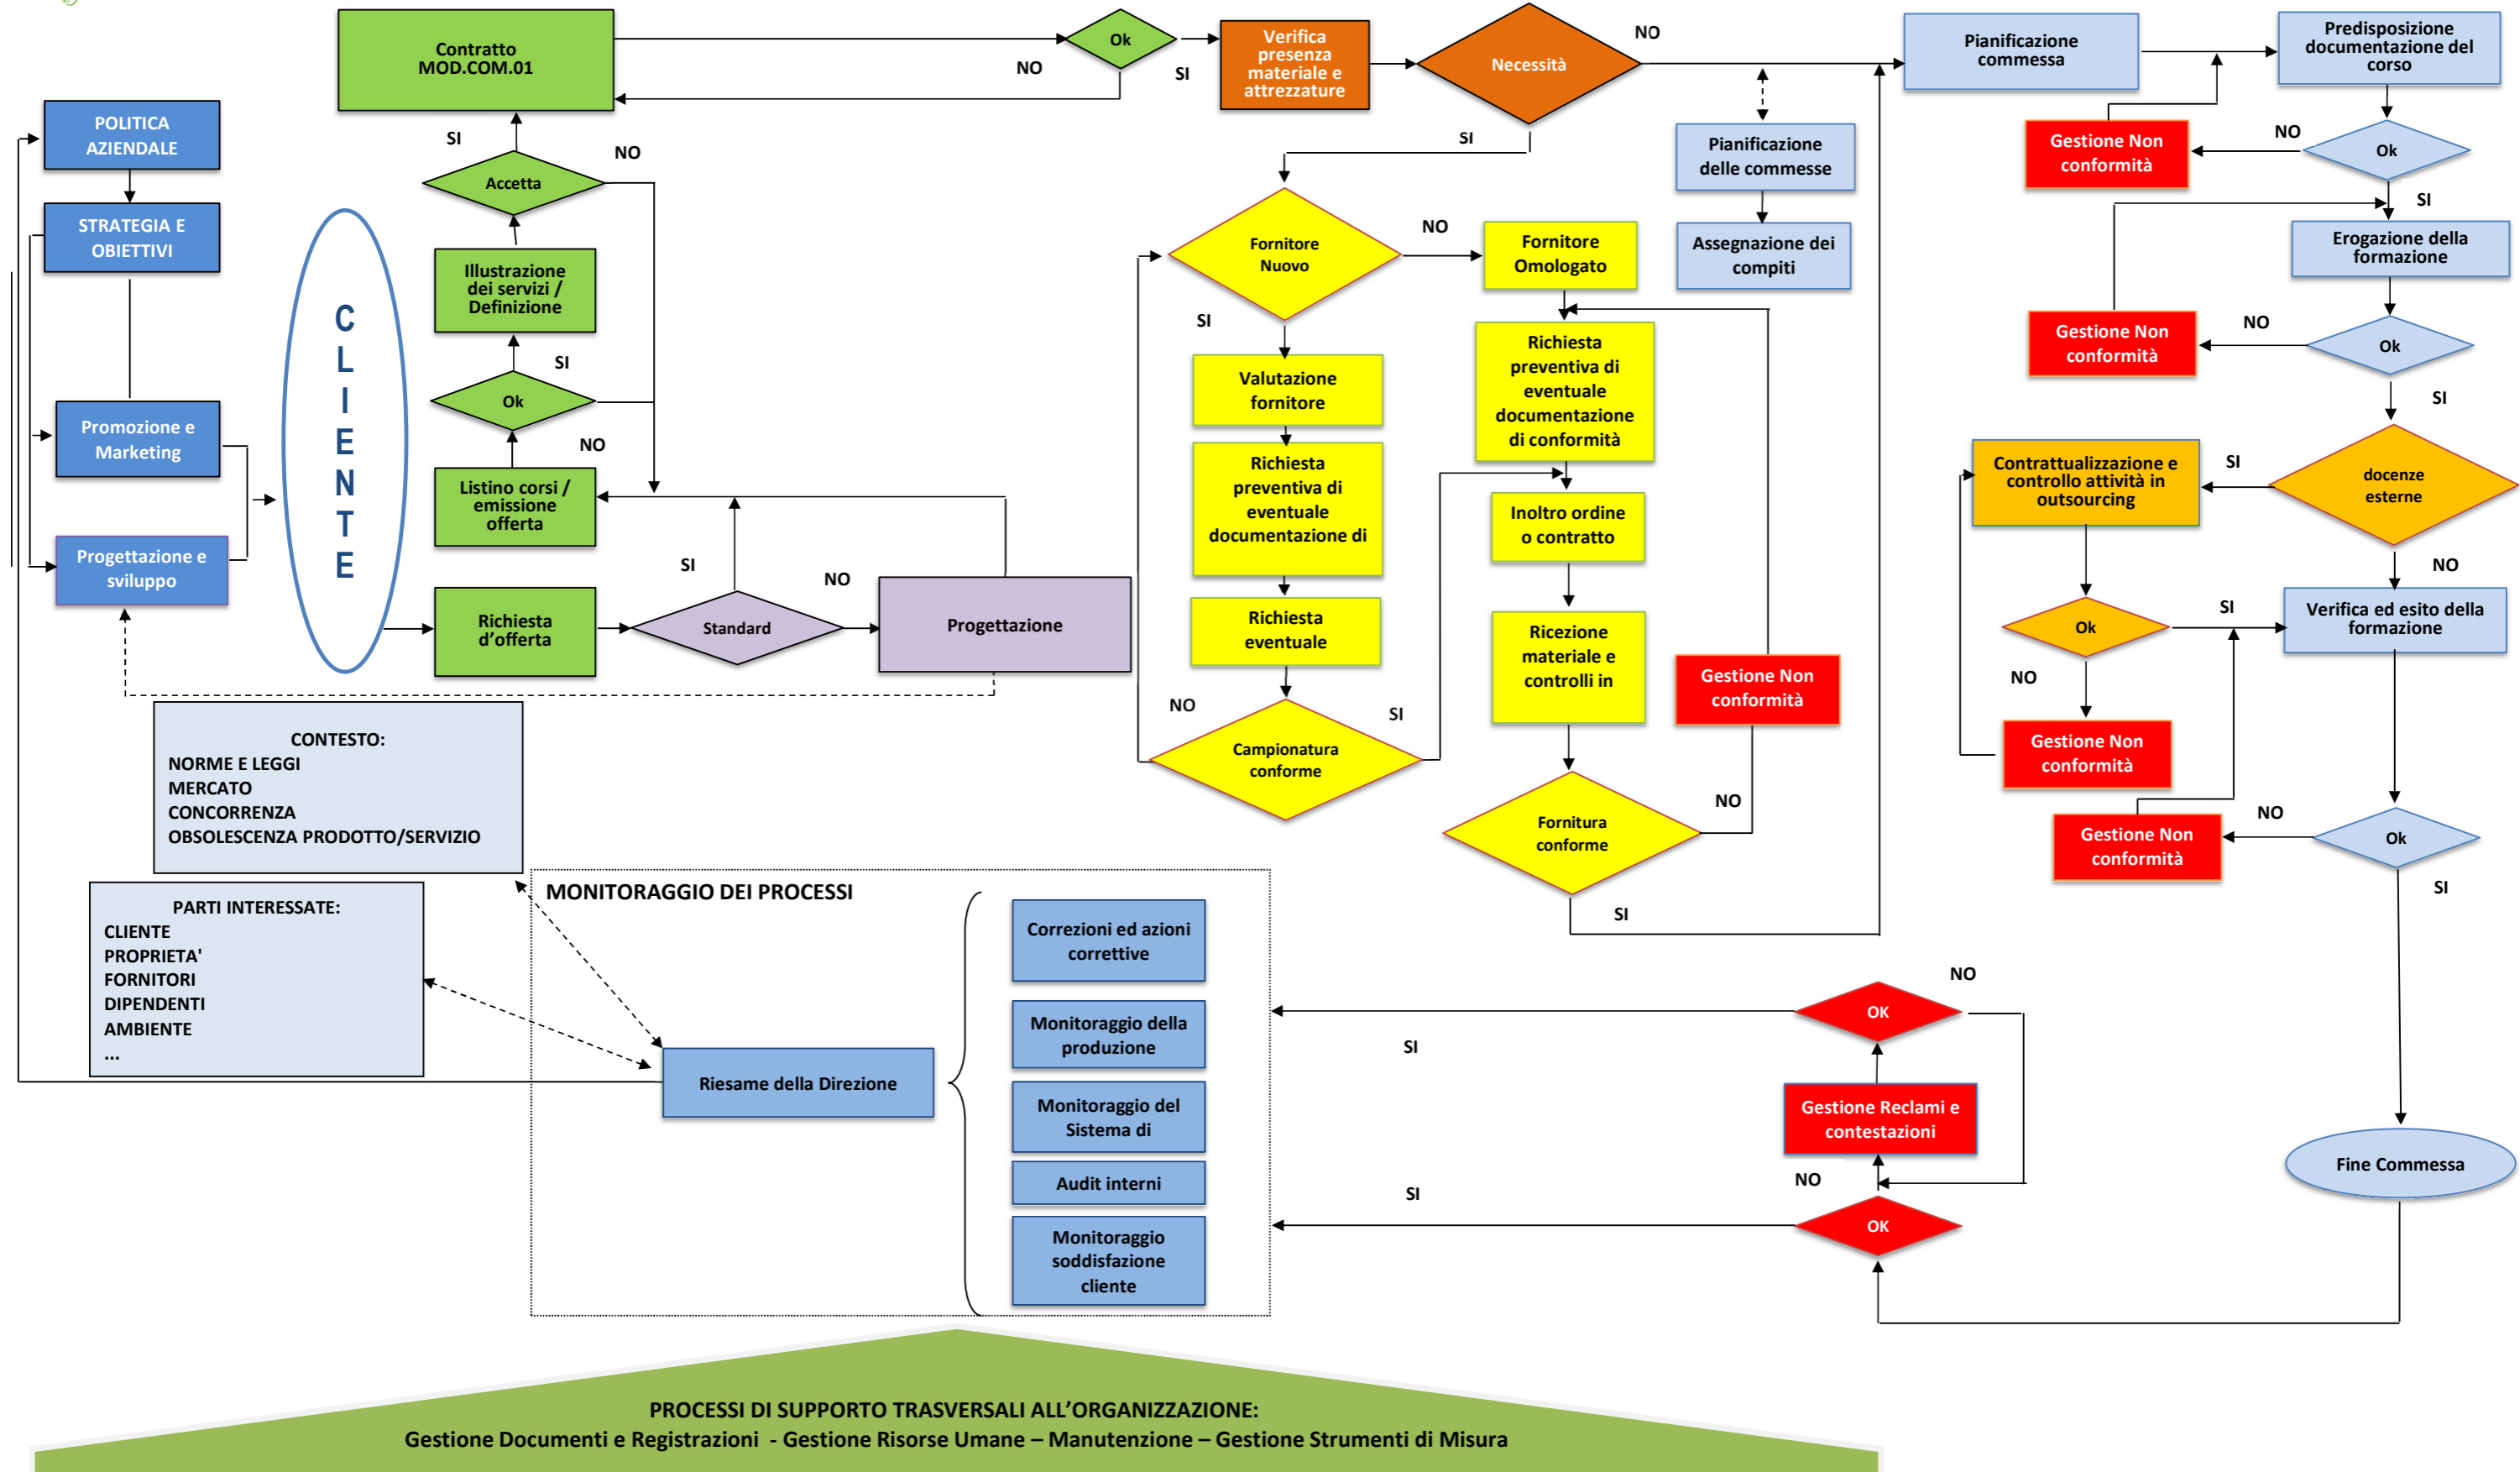 Contratto
MOD.COM.01
Ok
NO
SI
Verifica
presenza
materiale e
attrezzature
Necessità
NO
SI
Pianificazione
commessa
Predisposizione
documentazione del
corso
Gestione Non
conformità
NO
Ok
SI
POLITICA
AZIENDALE
STRATEGIA E
OBIETTIVI
Promozione e
Marketing
Progettazione e
sviluppo
C
L
I
E
N
T
E
SI
NO
Accetta
Illustrazione
dei servizi /
Definizione
SI
Ok
NO
Listino corsi /
emissione
offerta
Richiesta
d'offerta
SI
NO
Standard
Progettazione
Pianificazione
delle commesse
Assegnazione dei
compiti
Fornitore
Nuovo
NO
SI
Fornitore
Omologato
Valutazione
fornitore
Richiesta
preventiva di
eventuale
documentazione di
Richiesta
eventuale
NO
SI
Campionatura
conforme
Richiesta
preventiva di
eventuale
documentazione
di conformità
Inoltro ordine
o contratto
Ricezione
materiale e
controlli in
Gestione Non
conformità
NO
Fornitura
conforme
SI
Erogazione della
formazione
Gestione Non
conformità
NO
Ok
SI
Contrattualizzazione e
controllo attività in
outsourcing
SI
docenze
esterne
NO
Ok
SI
NO
Verifica ed esito della
formazione
Gestione Non
conformità
Gestione Non
conformità
NO
Ok
SI
CONTESTO:
NORME E LEGGI
MERCATO
CONCORRENZA
OBSOLESCENZA PRODOTTO/SERVIZIO
PARTI INTERESSATE:
CLIENTE
PROPRIETA'
FORNITORI
DIPENDENTI
AMBIENTE
...
MONITORAGGIO DEI PROCESSI
Riesame della Direzione
Correzioni ed azioni
correttive
Monitoraggio della
produzione
Monitoraggio del
Sistema di
Audit interni
Monitoraggio
soddisfazione
cliente
NO
OK
SI
Gestione Reclami e
contestazioni
NO
SI
OK
Fine Commessa
PROCESSI DI SUPPORTO TRASVERSALI ALL'ORGANIZZAZIONE:
Gestione Documenti e Registrazioni - Gestione Risorse Umane – Manutenzione – Gestione Strumenti di Misura